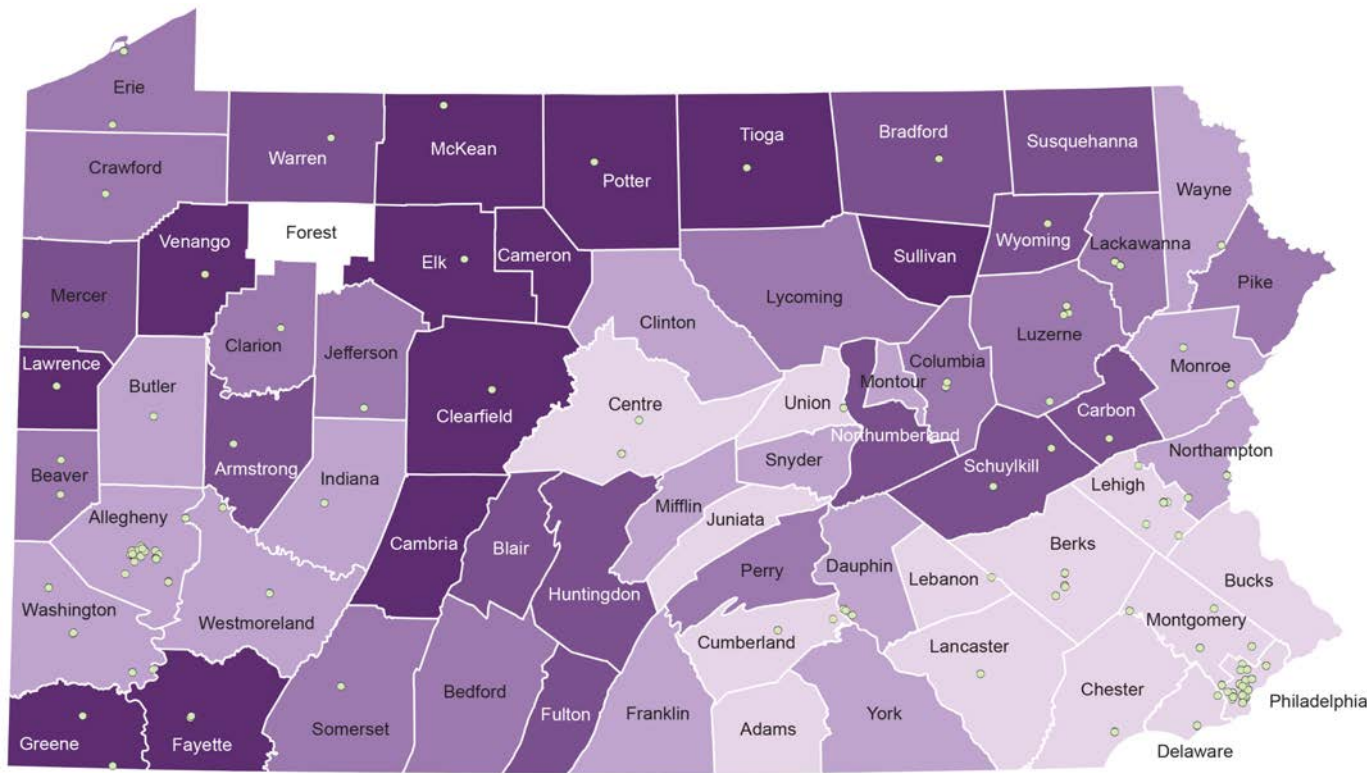 Erie
Crawford
Warren
McKean
Potter
Tioga
Bradford
Susquehanna
Wayne
Forest
Venango
Elk
Cameron
Sullivan
Wyoming
Lackawanna
Pike
Mercer
Clarion
Jefferson
Clinton
Lycoming
Columbia
Luzerne
Monroe
Lawrence
Butler
Clearfield
Centre
Union
Montour
Carbon
Beaver
Armstrong
Indiana
Snyder
Northumberland
Schuylkill
Northampton
Allegheny
Mifflin
Juniata
Lehigh
Cambria
Blair
Huntingdon
Perry
Dauphin
Lebanon
Berks
Bucks
Washington
Westmoreland
Cumberland
Lancaster
Montgomery
Greene
Fayette
Somerset
Bedford
Fulton
Franklin
Adams
York
Chester
Philadelphia
Delaware